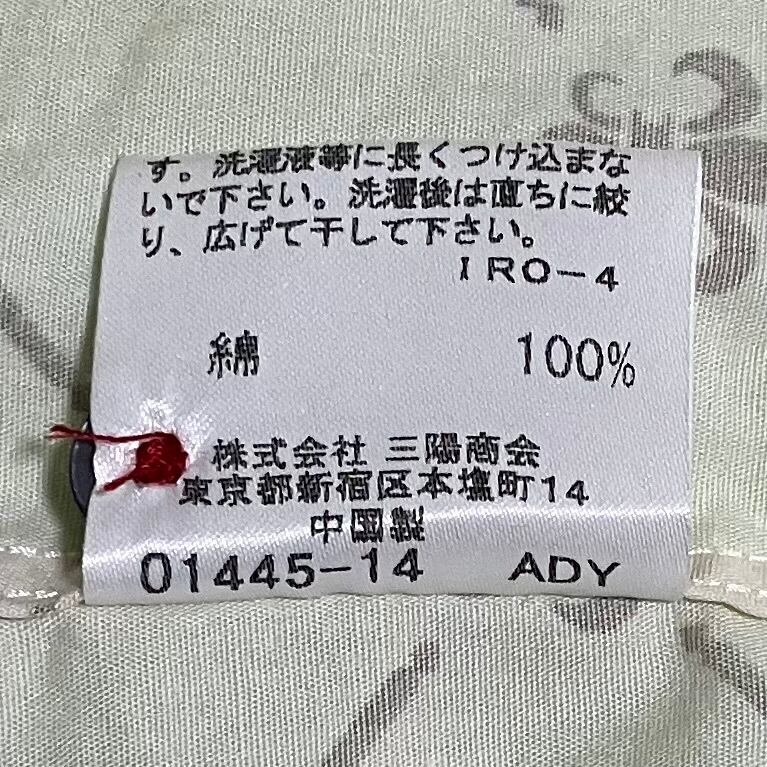 す。洗濯液等に長くつけ込まな
いで下さい。洗濯後は直ちに絞
り、広げて干して下さい。
IRO-4
綿 100%
株式会社 三陽商会
東京都新宿区本塩町14
中国製
01445-14 ADY